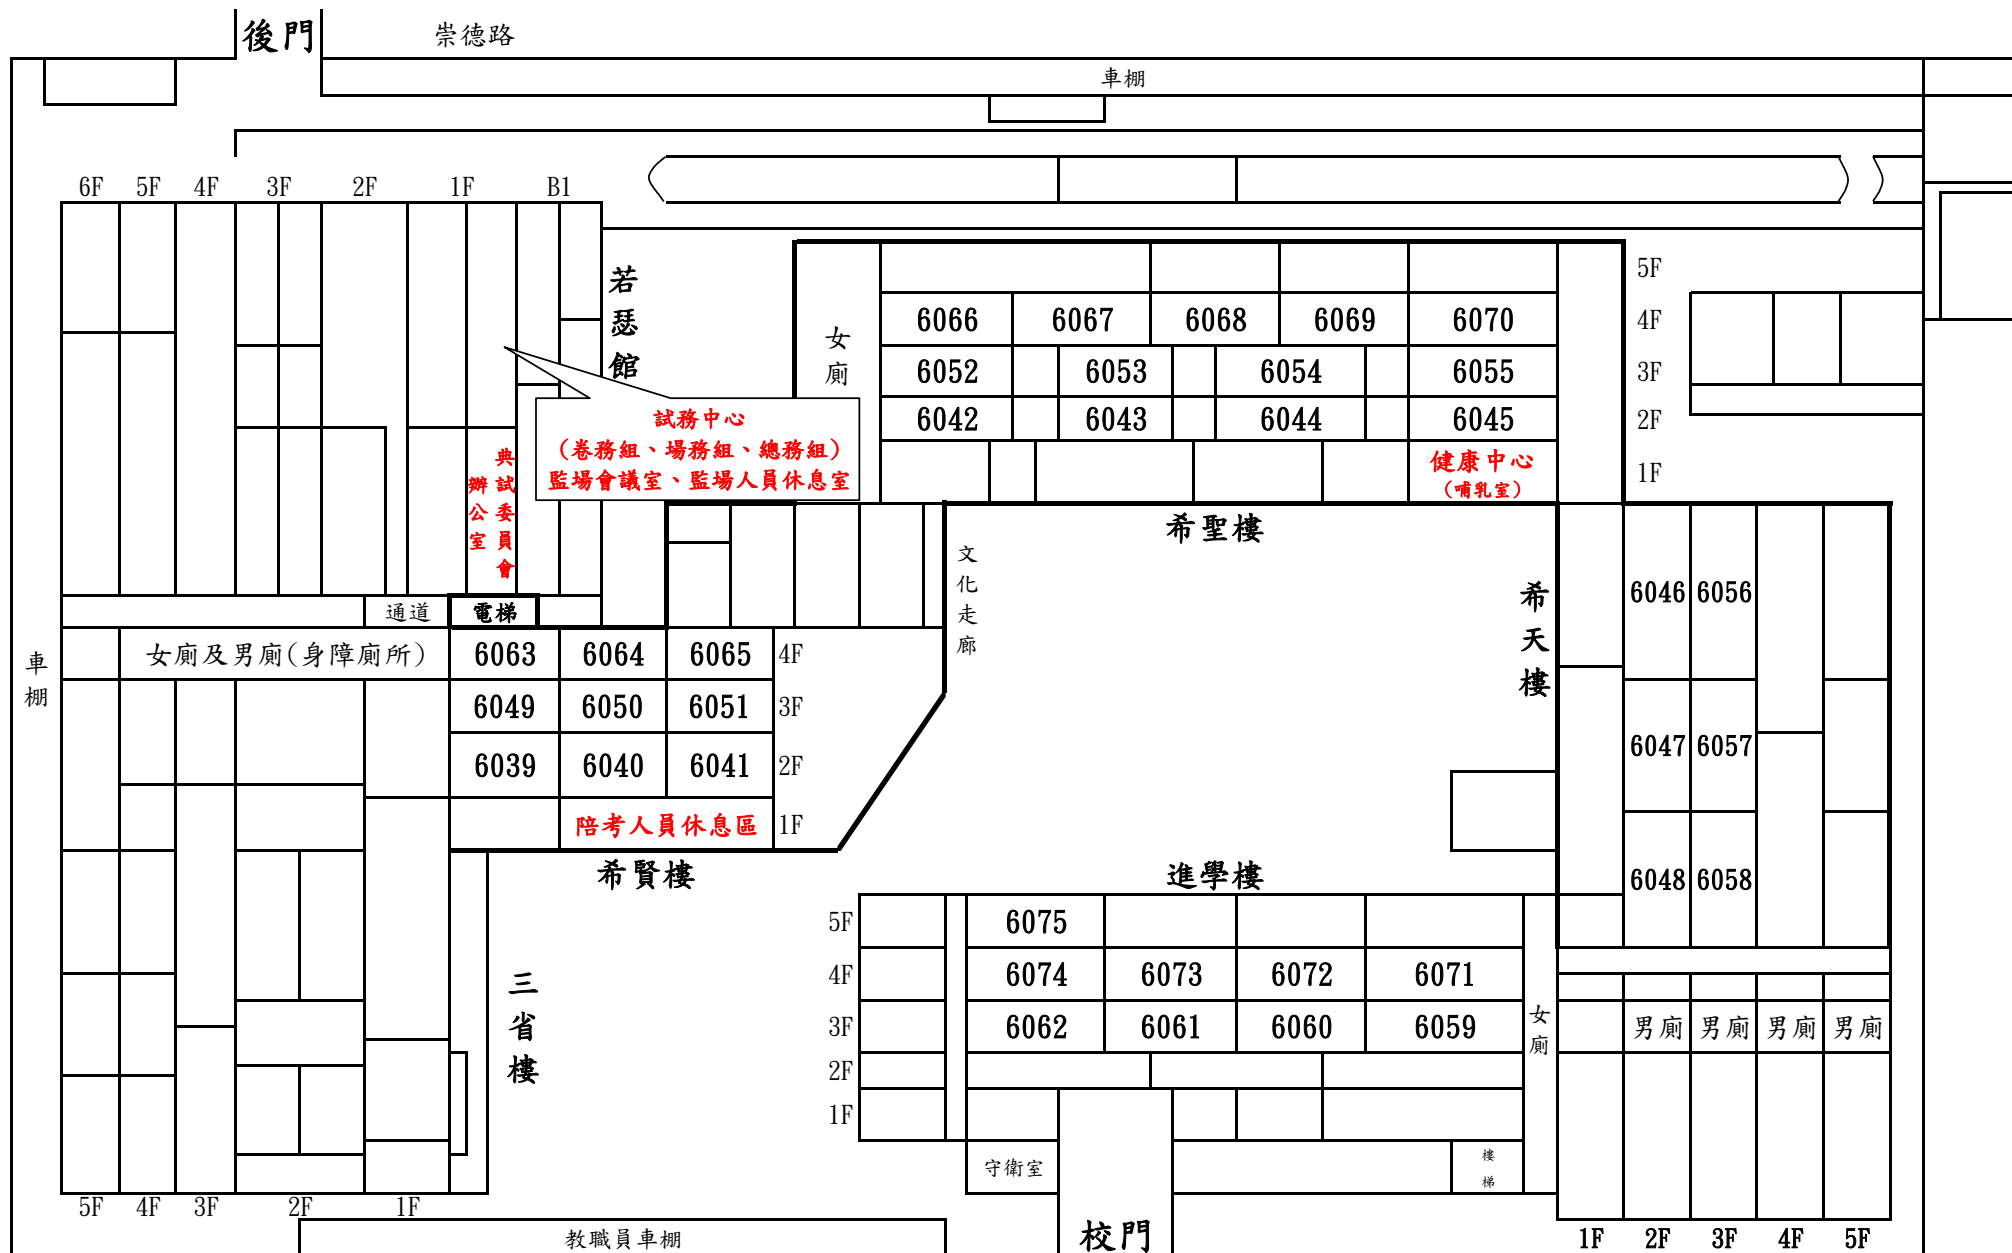 後門
崇德路
車棚
6F 5F 4F 3F 2F 1F B1
若瑟館
女廁
5F
6066 6067 6068 6069 6070 4F
6052 6053 6054 6055 3F
6042 6043 6044 6045 2F
健康中心
(哺乳室)
1F
試務中心
(卷務組、場務組、總務組)
監場會議室、監場人員休息室
典試委員會
辦公室
希聖樓
文化走廊
希天樓
6046 6056
6047 6057
6048 6058
通道
電梯
車棚
女廁及男廁(身障廁所)
6063 6064 6065 4F
6049 6050 6051 3F
6039 6040 6041 2F
陪考人員休息區 1F
希賢樓
進學樓
三省樓
5F 6075
4F 6074 6073 6072 6071
3F 6062 6061 6060 6059
2F
1F
女廁
男廁 男廁 男廁 男廁
守衛室
樓梯
5F 4F 3F 2F 1F
教職員車棚
校門
1F 2F 3F 4F 5F